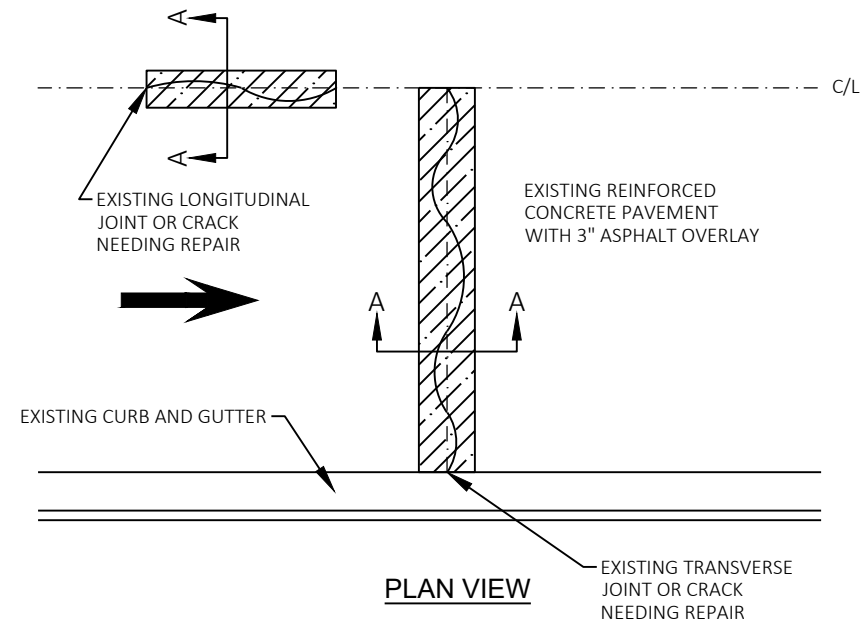 A
C/L
A
EXISTING LONGITUDINAL
JOINT OR CRACK
NEEDING REPAIR
EXISTING REINFORCED
CONCRETE PAVEMENT
WITH 3" ASPHALT OVERLAY
A
A
EXISTING CURB AND GUTTER
EXISTING TRANSVERSE
JOINT OR CRACK
NEEDING REPAIR
PLAN VIEW